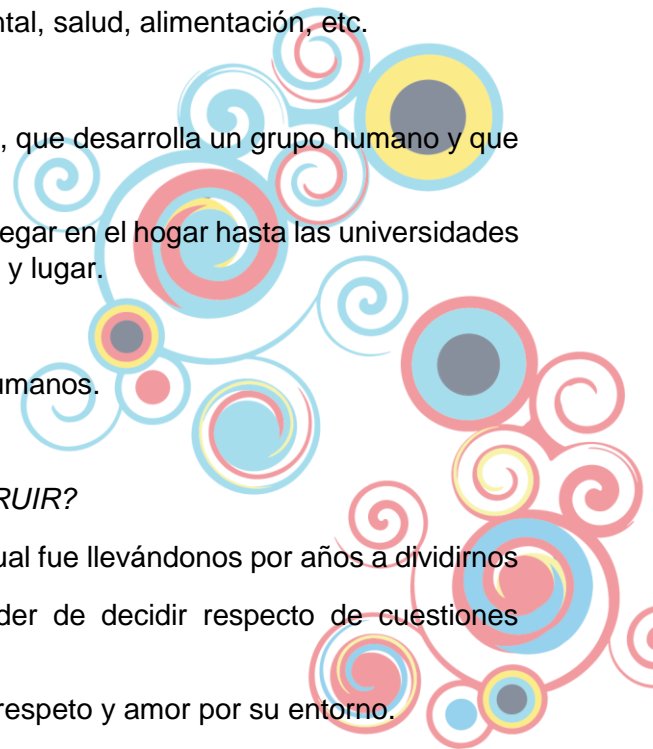 ntal, salud, alimentación, etc.
, que desarrolla un grupo humano y que
egar en el hogar hasta las universidades
y lugar.
umanos.
RUIR?
ual fue llevándonos por años a dividirnos
der de decidir respecto de cuestiones
respeto y amor por su entorno.